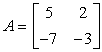 A = [ 5 2
-7 -3 ]